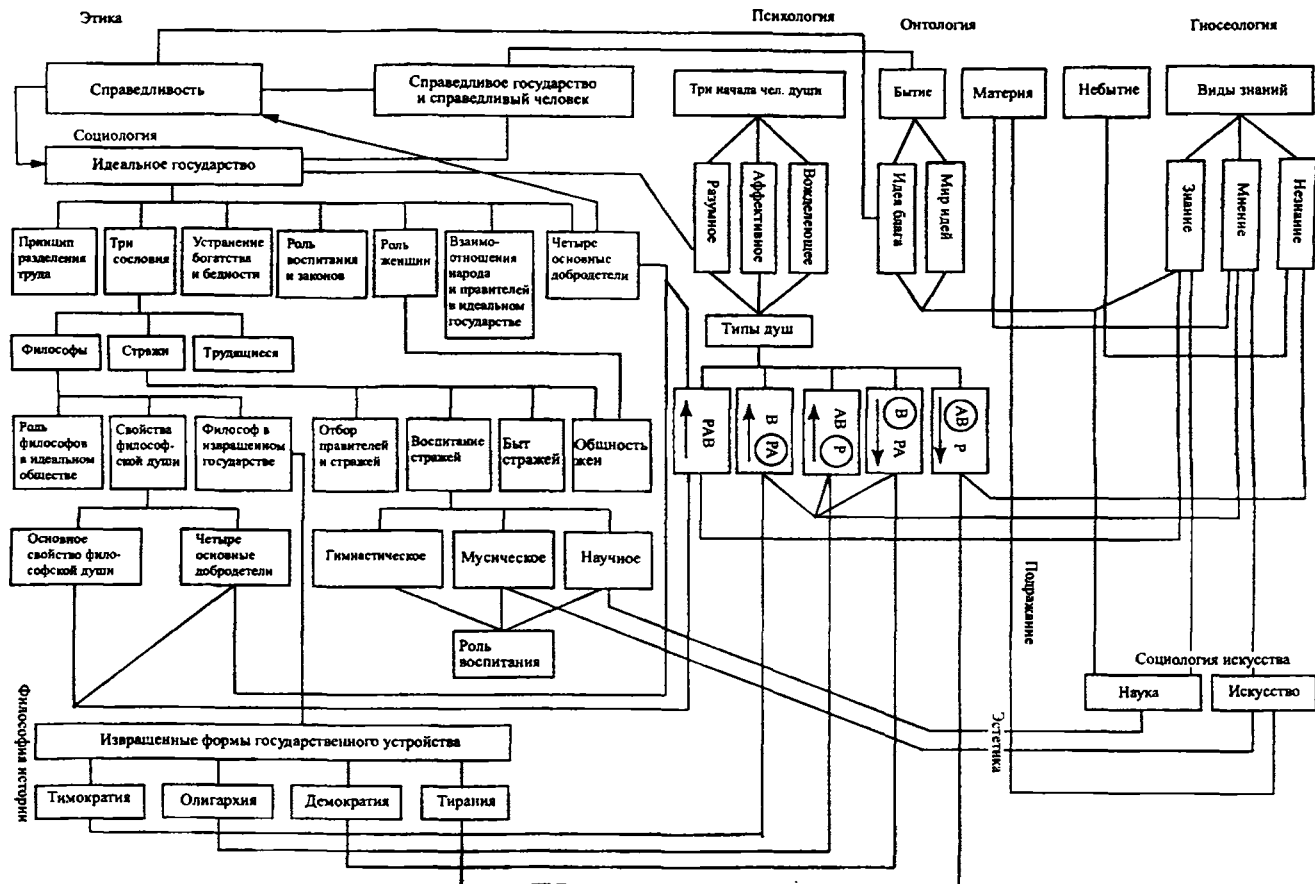 Этика
Психология
Онтология
Гносеология
Справедливость
Справедливое государство
и справедливый человек
Три начала чел. души
Бытие
Материя
Небытие
Виды знаний
Социология
Идеальное государство
Разумное
Аффективное
Вожделеющее
Идея блага
Мир идей
Знание
Мнение
Незнание
Принцип
разделения
труда
Три
сословия
Устранение
богатства
и бедности
Роль
воспитания
и законов
Роль
женщин
Взаимо-
отношения
народа
и правителей
в идеальном
государстве
Четыре
основные
добродетели
Типы душ
Философы
Стражи
Трудящиеся
Роль
философов
в идеальном
обществе
Свойства
философ-
ской души
Философ в
извращенном
государстве
Отбор
правителей
и стражей
Воспитание
стражей
Быт
стражей
Общность
жен
РАВ
В РА
АВ Р
В РА
АВ Р
Основное
свойство фило-
софской души
Четыре
основные
добродетели
Гимнастическое
Мусическое
Научное
Роль
воспитания
Подражание
Социология искусства
Наука
Искусство
Эстетика
Философия истории
Извращенные формы государственного устройства
Тимократия
Олигархия
Демократия
Тирания